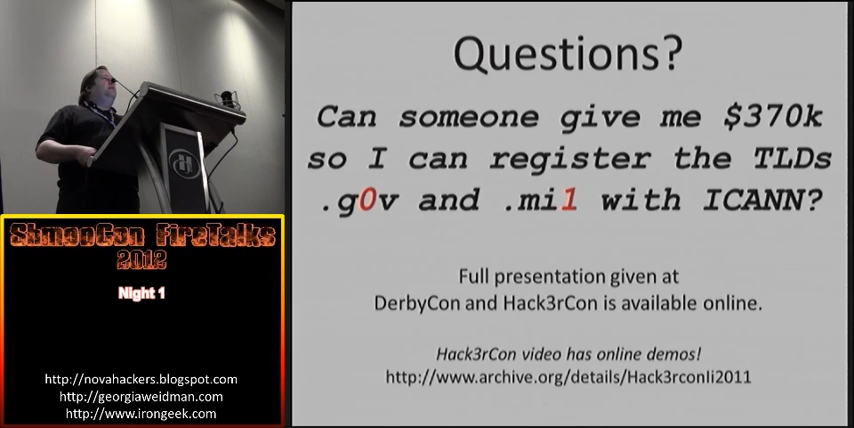 Questions?
Can someone give me $370k
so I can register the TLDs
.g0v and .mi1 with ICANN?
Full presentation given at
DerbyCon and Hack3rCon is available online.
Hack3rCon video has online demos!
http://www.archive.org/details/Hack3rconIi2011
ShmooCon FireTalks
2012
Night 1
http://novahackers.blogspot.com
http://georgiaweidman.com
http://www.irongeek.com